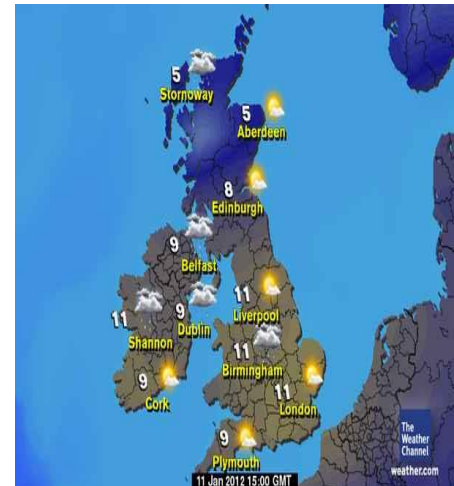 5
Stornoway
5
Aberdeen
8
Edinburgh
9
Belfast
11
Liverpool
9
Dublin
11
Shannon
11
Birmingham
9
Cork
11
London
9
Plymouth
The
Weather
Channel
weather.com
11 Jan 2012 15:00 GMT